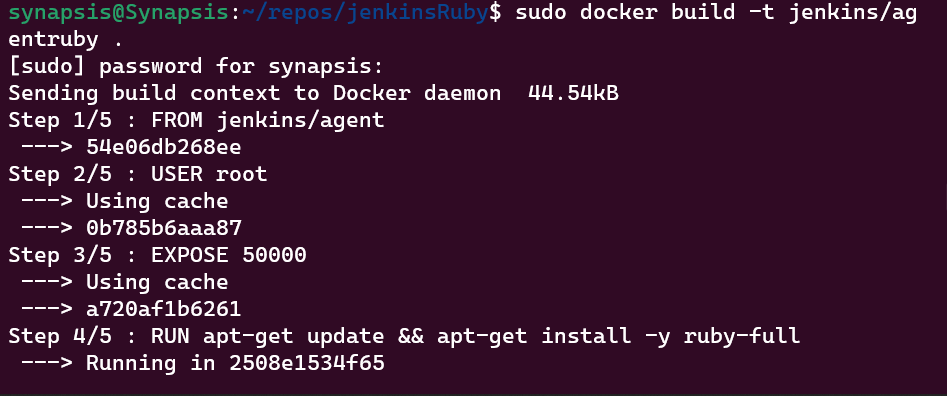 synapsis@Synapsis:~/repos/jenkinsRuby$ sudo docker build -t jenkins/ag
entruby .
[sudo] password for synapsis:
Sending build context to Docker daemon  44.54kB
Step 1/5 : FROM jenkins/agent
 ---> 54e06db268ee
Step 2/5 : USER root
 ---> Using cache
 ---> 0b785b6aaa87
Step 3/5 : EXPOSE 50000
 ---> Using cache
 ---> a720af1b6261
Step 4/5 : RUN apt-get update && apt-get install -y ruby-full
 ---> Running in 2508e1534f65